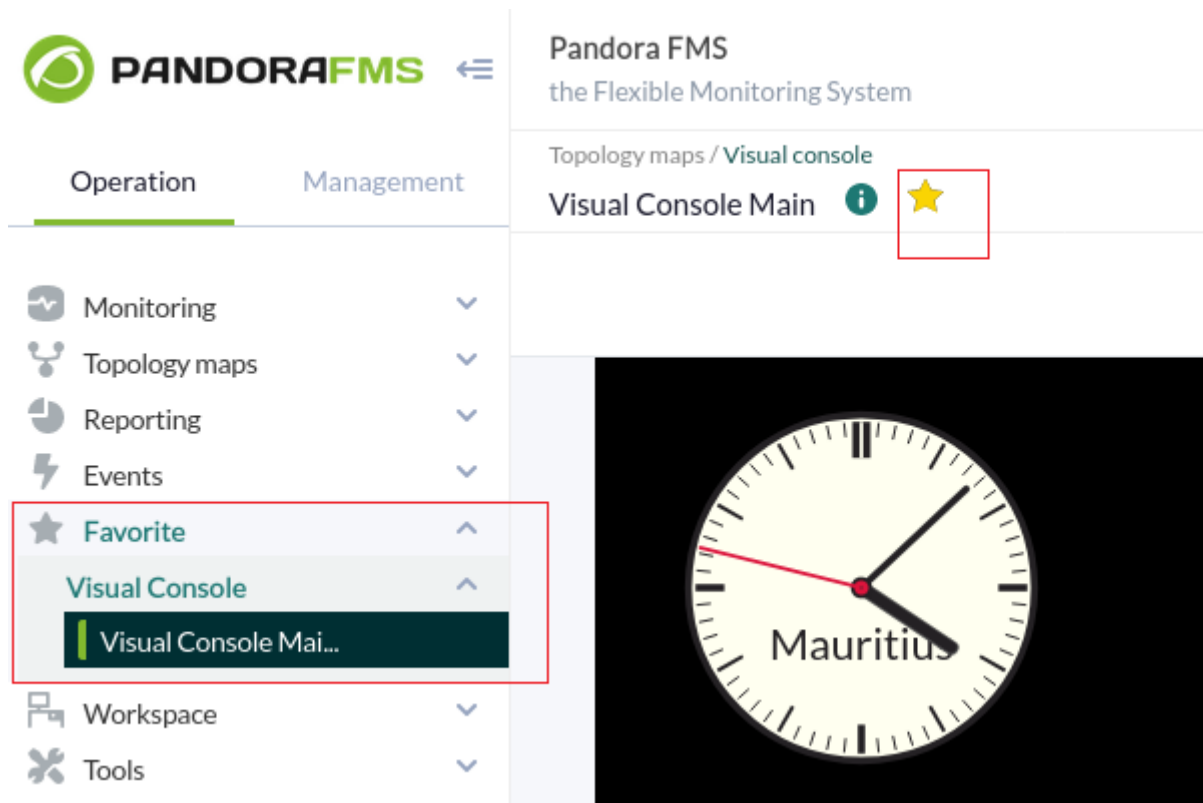 PANDORAFMS
Operation
Management
Monitoring
Topology maps
Reporting
Events
Favorite
Visual Console
Visual Console Mai...
Workspace
Tools
Pandora FMS
the Flexible Monitoring System
Topology maps / Visual console
Visual Console Main
Mauritius